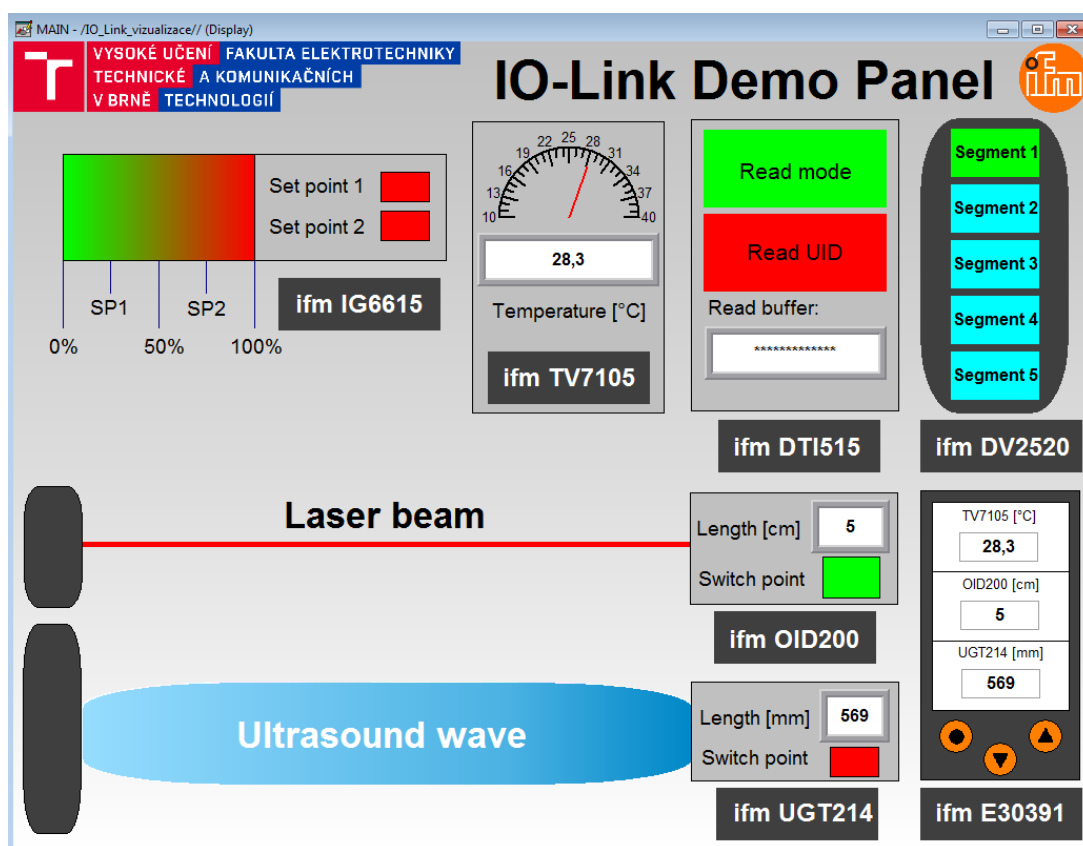 MAIN - /IO_Link_vizualizace// (Display)
VYSOKÉ UČENÍ FAKULTA ELEKTROTECHNIKY
TECHNICKÉ A KOMUNIKAČNÍCH
V BRNĚ TECHNOLOGIÍ
IO-Link Demo Panel
ifm
Set point 1
Set point 2
SP1 SP2
0% 50% 100%
ifm IG6615
10 13 16 19 22 25 28 31 34 37 40
28,3
Temperature [°C]
ifm TV7105
Read mode
Read UID
Read buffer:
*************
ifm DTI515
Segment 1
Segment 2
Segment 3
Segment 4
Segment 5
ifm DV2520
Laser beam
Length [cm] 5
Switch point
ifm OID200
Ultrasound wave
Length [mm] 569
Switch point
ifm UGT214
TV7105 [°C]
28,3
OID200 [cm]
5
UGT214 [mm]
569
ifm E30391